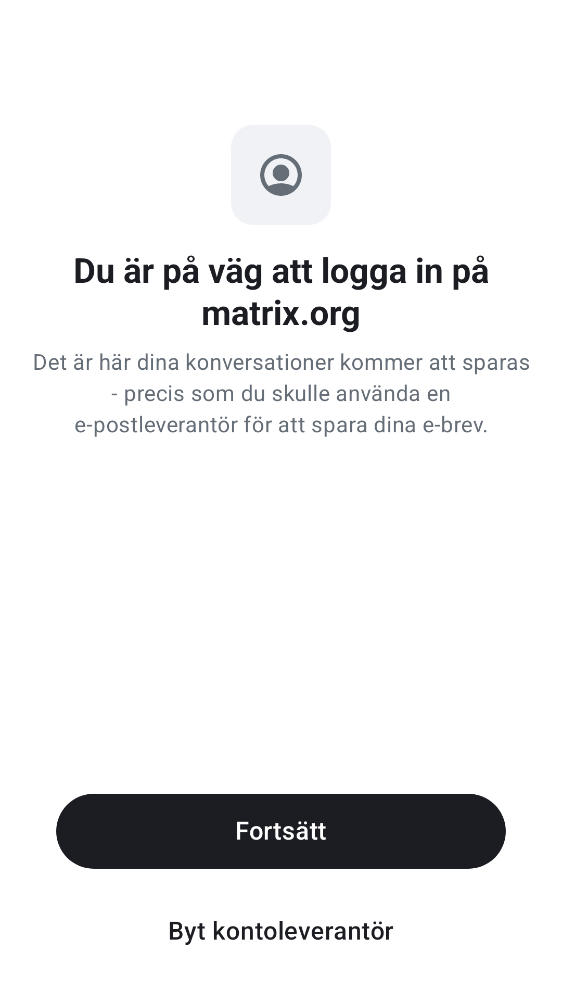 Du är på väg att logga in på
matrix.org
Det är här dina konversationer kommer att sparas
- precis som du skulle använda en
e-postleverantör för att spara dina e-brev.
Fortsätt
Byt kontoleverantör